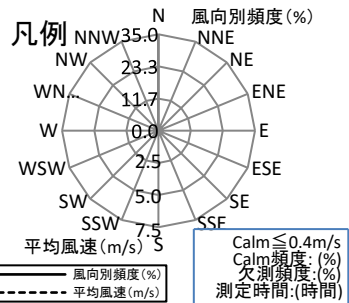 N 風向別頻度(%)
凡例
NNW 35.0 NNE
NW 23.3 NE
WN... 11.7 ENE
W 0.0 E
WSW 2.5 ESE
SW 5.0 SE
SSW 7.5 SSE
平均風速(m/s) S
風向別頻度(%)
平均風速(m/s)
Calm≦0.4m/s
Calm頻度:(%)
欠測頻度:(%)
測定時間:(時間)